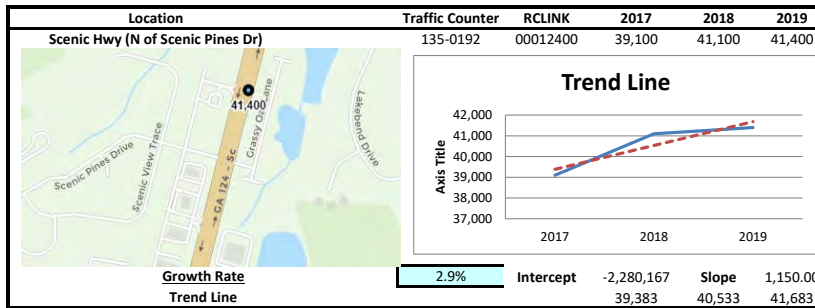 Location Traffic Counter RCLINK 2017 2018 2019
Scenic Hwy (N of Scenic Pines Dr) 135-0192 00012400 39,100 41,100 41,400
41,400
Scenic Pines Drive
Scenic View Trace
GA 124 - Sc
Lakebend Drive
Trend Line
Axis Title
42,000
41,000
40,000
39,000
38,000
37,000
2017 2018 2019
Growth Rate 2.9% Intercept -2,280,167 Slope 1,150.00
Trend Line 39,383 40,533 41,683